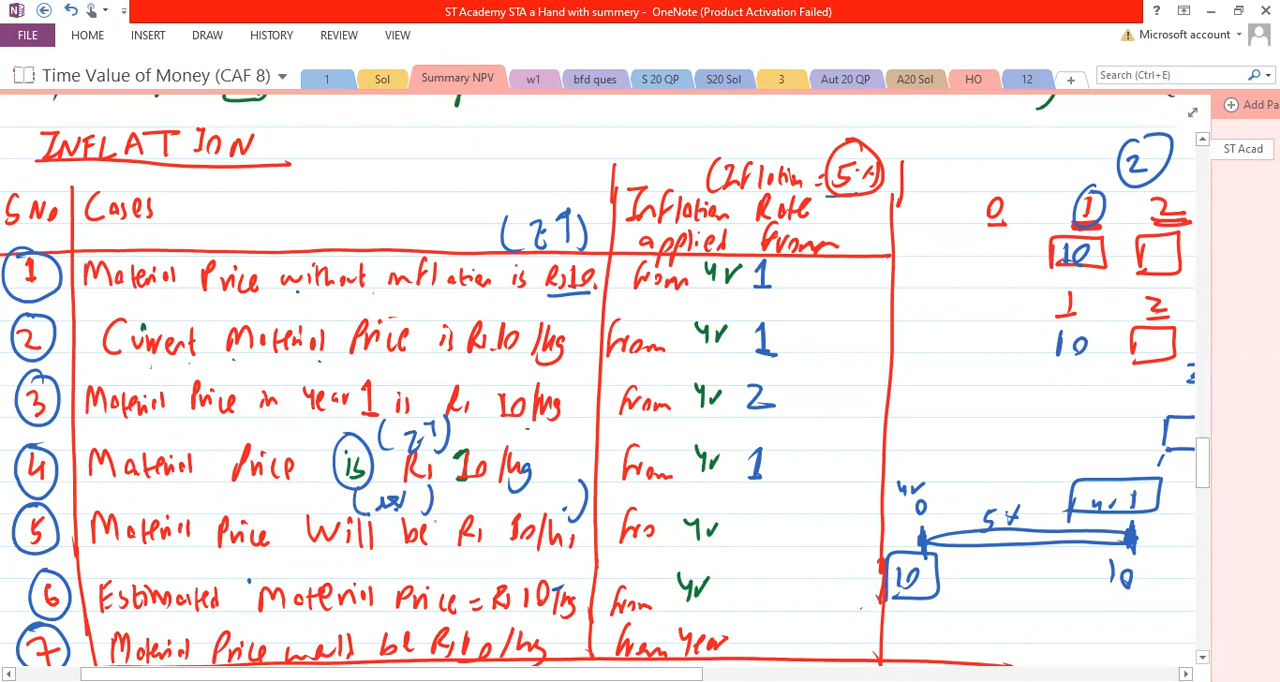 ST Academy STA a Hand with summery - OneNote (Product Activation Failed)
FILE HOME INSERT DRAW HISTORY REVIEW VIEW Microsoft account
Time Value of Money (CAF 8) 1 Sol Summary NPV w1 bfd ques S 20 QP S20 Sol 3 Aut 20 QP A20 Sol HO 12 Search (Ctrl+E)
Add Pa
ST Acad
INFLATION
(Inflation = 5%)
S No Cases Inflation Rate applied from
1 Material Price without inflation is Rs10. from yr 1
2 Current Material Price is Rs.10 /kg from yr 1
3 Material Price in year 1 is Rs 10/kg from yr 2
4 Material Price is Rs 10/kg from yr 1
5 Material Price will be Rs 10/kg fro yr
6 Estimated Material Price = Rs 10/kg from yr
7 Material Price would be Rs10/kg from year
2
0 1 2
10
1 2
10
yr 0 5% yr 1
10 10